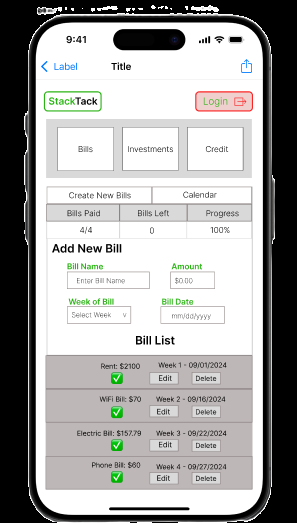 9:41
Label
Title
StackTack
Login
Bills
Investments
Credit
Create New Bills
Calendar
Bills Paid
Bills Left
Progress
4/4
0
100%
Add New Bill
Bill Name
Amount
Enter Bill Name
$0.00
Week of Bill
Bill Date
Select Week
mm/dd/yyyy
Bill List
Rent: $2100
Week 1 - 09/01/2024
Edit
Delete
WiFi Bill: $70
Week 2 - 09/16/2024
Edit
Delete
Electric Bill: $157.79
Week 3 - 09/22/2024
Edit
Delete
Phone Bill: $60
Week 4 - 09/27/2024
Edit
Delete